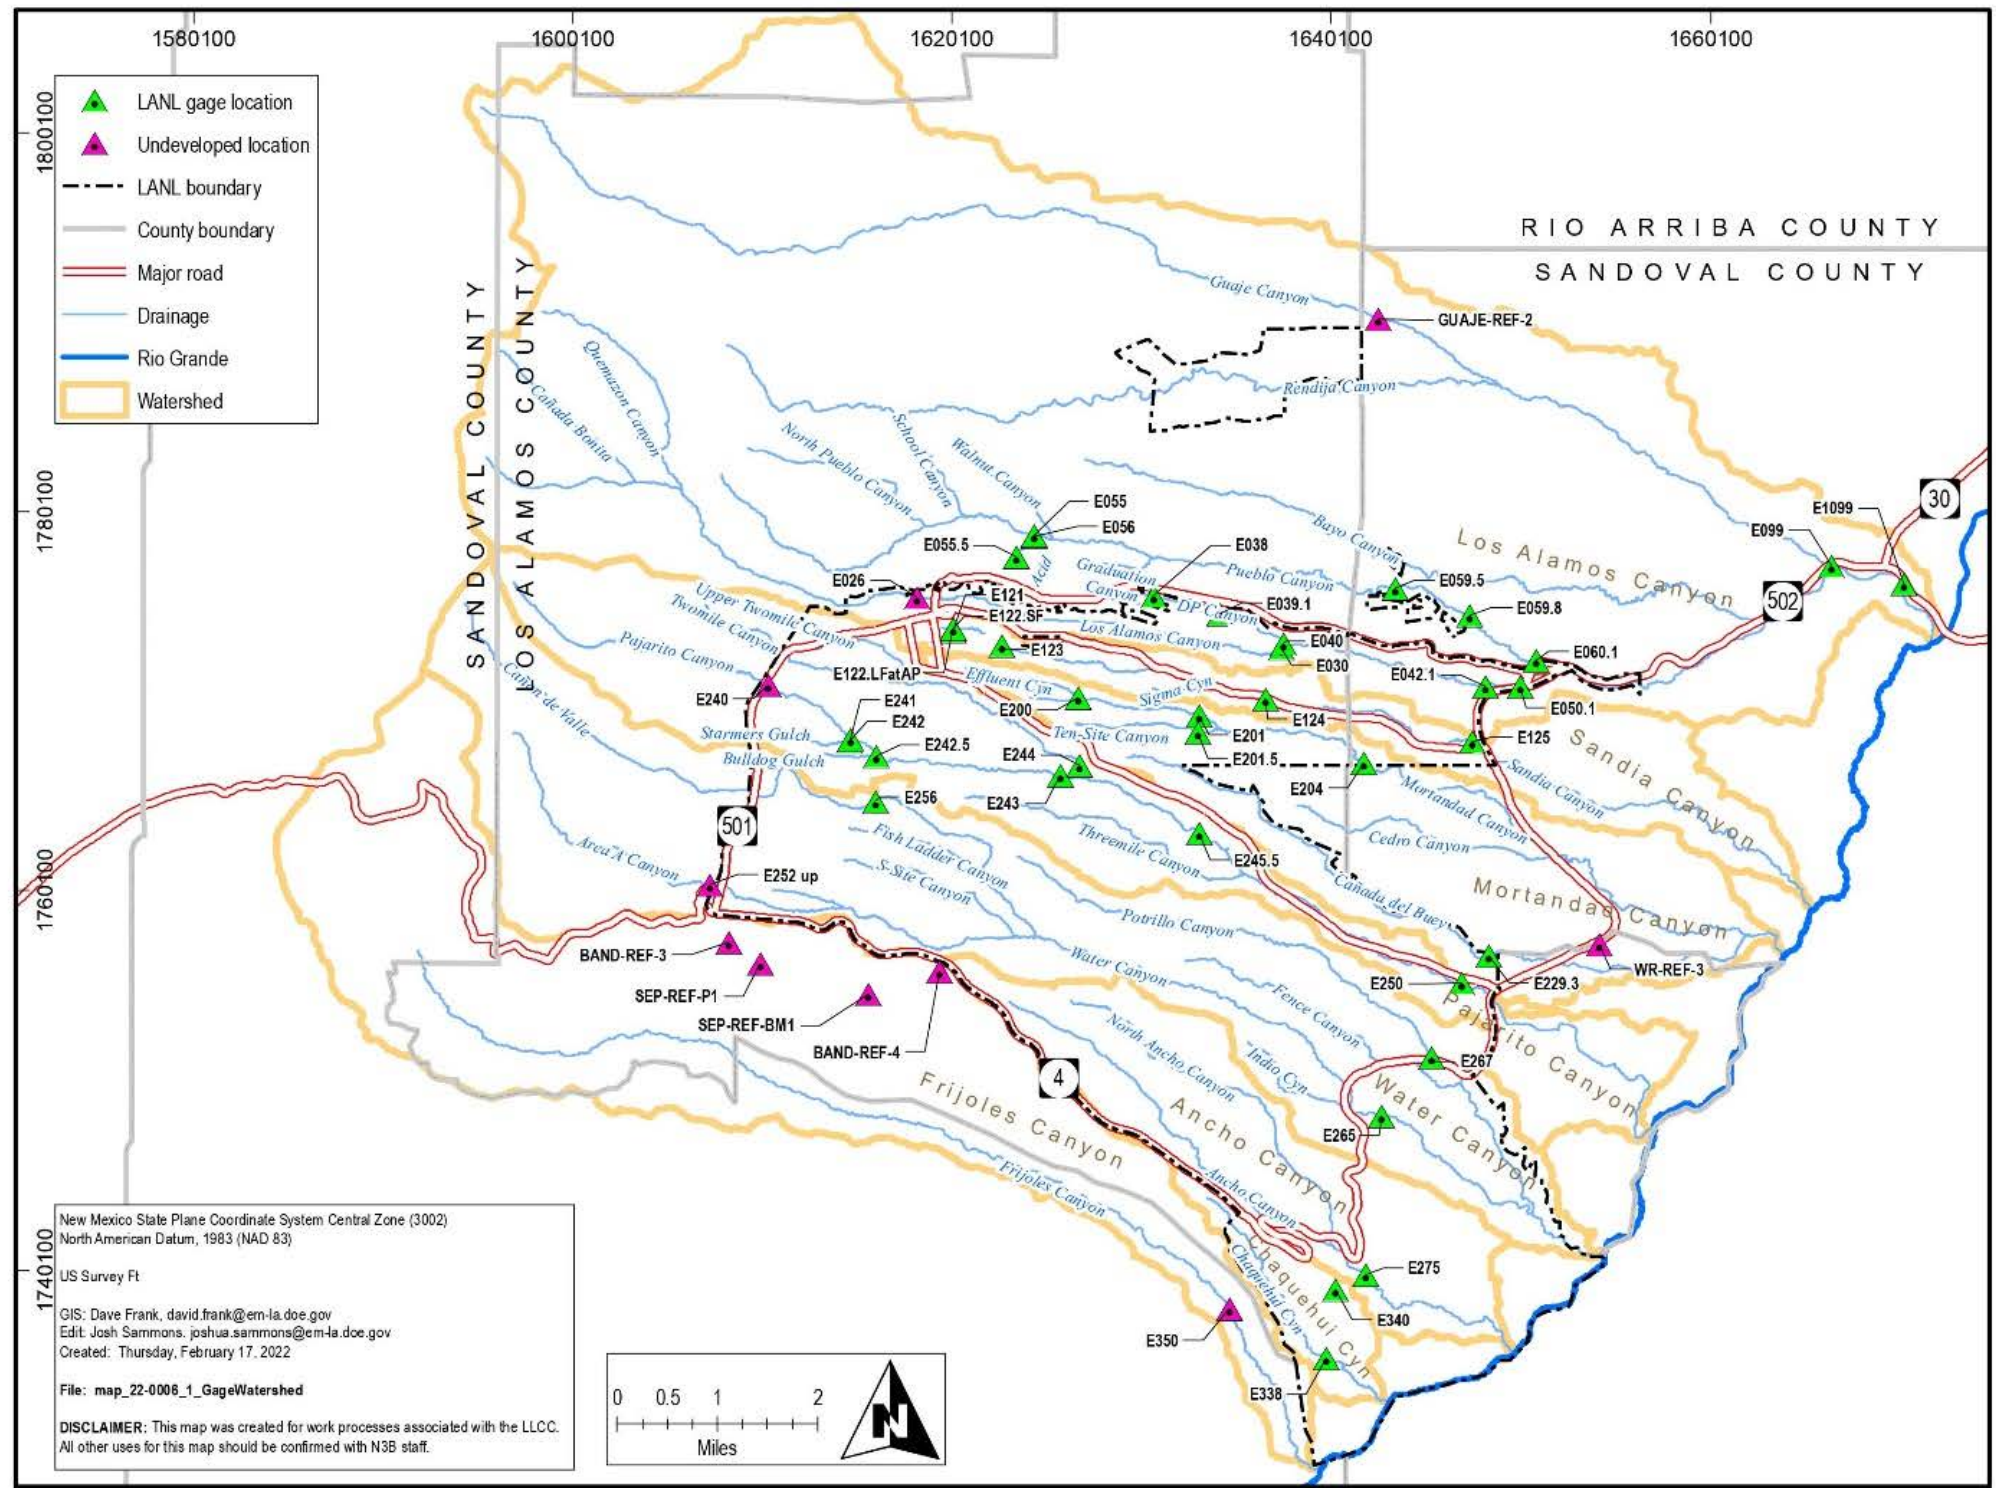 1580100
1600100
1620100
1640100
1660100
1800100
1780100
1760100
1740100
LANL gage location
Undeveloped location
LANL boundary
County boundary
Major road
Drainage
Rio Grande
Watershed
RIO ARRIBA COUNTY
SANDOVAL COUNTY
SANDOVAL COUNTY
LOS ALAMOS COUNTY
Guaje Canyon
GUAJE-REF-2
Rendija Canyon
Quemazon Canyon
Cañada Bonita
School Canyon
Walnut Canyon
North Pueblo Canyon
E055
E056
E055.5
Acid
Bayo Canyon
Los Alamos Canyon
E1099
E099
30
502
E038
Graduation
Canyon
Pueblo Canyon
E059.5
E059.8
E026
E121
E122.SF
DP Canyon
E039.1
Upper Twomile Canyon
Twomile Canyon
Los Alamos Canyon
E123
E040
E030
E060.1
E042.1
E050.1
Pajarito Canyon
E122.LFatAP
Effluent Cyn
Sigma Cyn
Cañon de Valle
E240
E241
E242
E200
E124
E125
Starmers Gulch
Ten-Site Canyon
E201
E201.5
Sandia Canyon
Bulldog Gulch
E242.5
E244
E243
E204
Sandia Canyon
Mortandad Canyon
E256
501
Fish Ladder Canyon
Threemile Canyon
Cedro Canyon
Area A Canyon
S-Site Canyon
E245.5
E252 up
Cañada del Buey
Mortandad Canyon
Potrillo Canyon
BAND-REF-3
Water Canyon
WR-REF-3
SEP-REF-P1
E250
E229.3
Fence Canyon
Pajarito Canyon
SEP-REF-BM1
North Ancho Canyon
BAND-REF-4
Indio Cyn
E267
4
Water Canyon
Frijoles Canyon
Ancho Canyon
E265
Frijoles Canyon
Ancho Canyon
Chaquehui Cyn
Chaquehui Cyn
E275
E340
E350
E338
New Mexico State Plane Coordinate System Central Zone (3002)
North American Datum, 1983 (NAD 83)
US Survey Ft
GIS: Dave Frank, david.frank@em-la.doe.gov
Edit: Josh Sammons. joshua.sammons@em-la.doe.gov
Created: Thursday, February 17, 2022
File: map_22-0006_1_GageWatershed
DISCLAIMER: This map was created for work processes associated with the LLCC.
All other uses for this map should be confirmed with N3B staff.
0 0.5 1 2
Miles
N